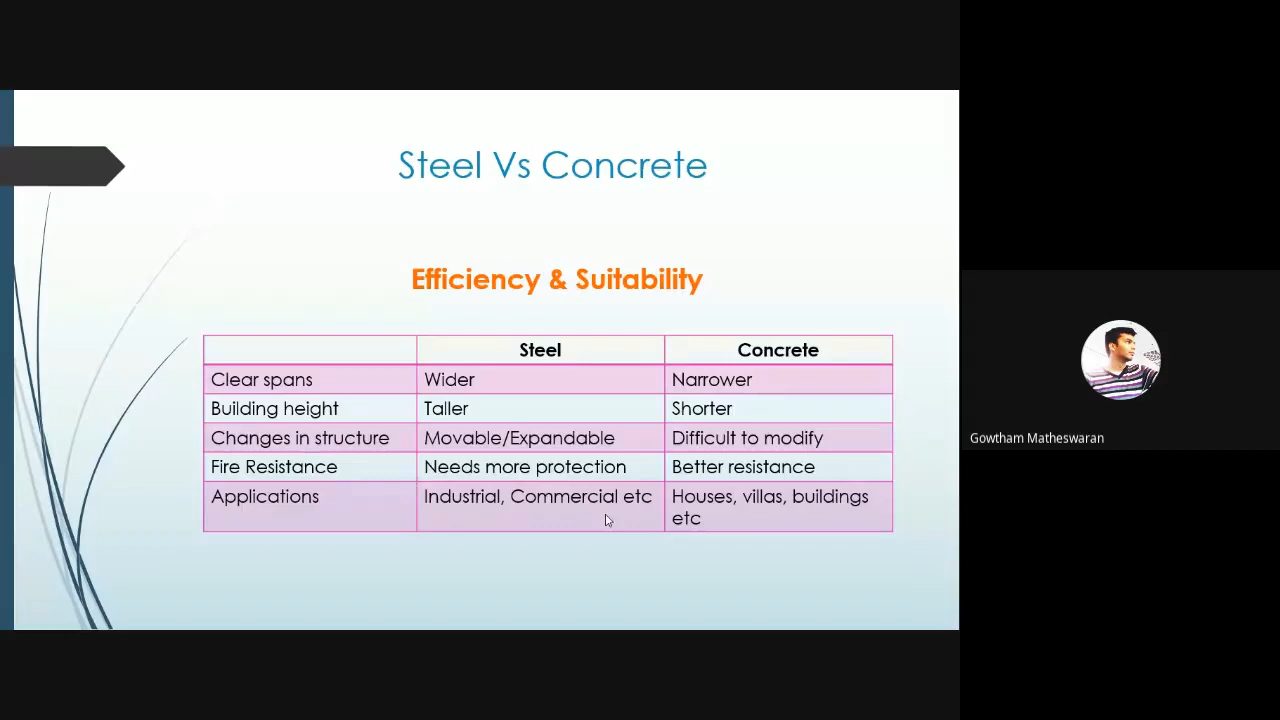 Steel Vs Concrete
Efficiency & Suitability
Steel Concrete
Clear spans Wider Narrower
Building height Taller Shorter
Changes in structure Movable/Expandable Difficult to modify
Fire Resistance Needs more protection Better resistance
Applications Industrial, Commercial etc Houses, villas, buildings
etc
Gowtham Matheswaran